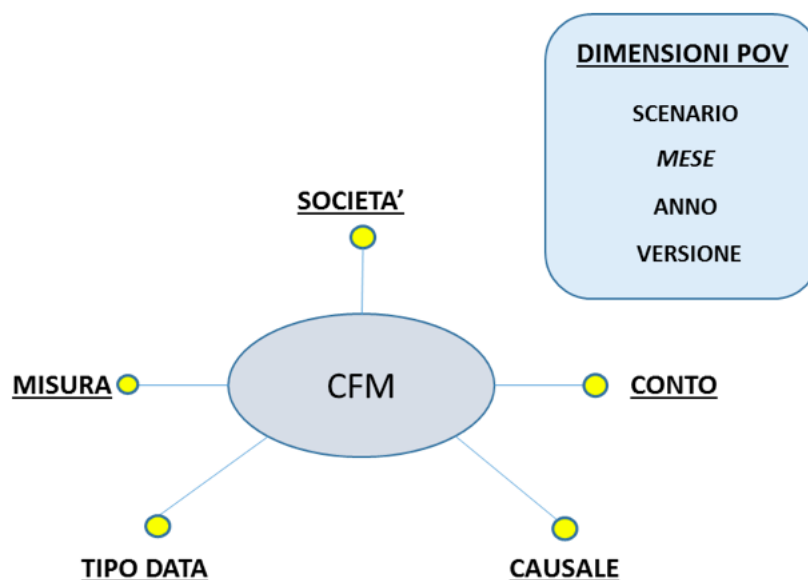 DIMENSIONI POV
SCENARIO
MESE
ANNO
VERSIONE
SOCIETA’
MISURA
CFM
CONTO
TIPO DATA
CAUSALE